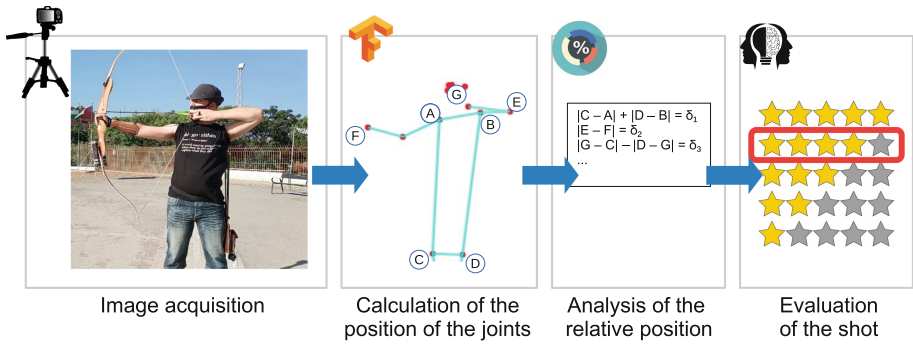 A
B
C
D
E
F
G
%
|C − A| + |D − B| = δ1
|E − F| = δ2
|G − C| − |D − G| = δ3
...
Image acquisition
Calculation of the
position of the joints
Analysis of the
relative position
Evaluation
of the shot